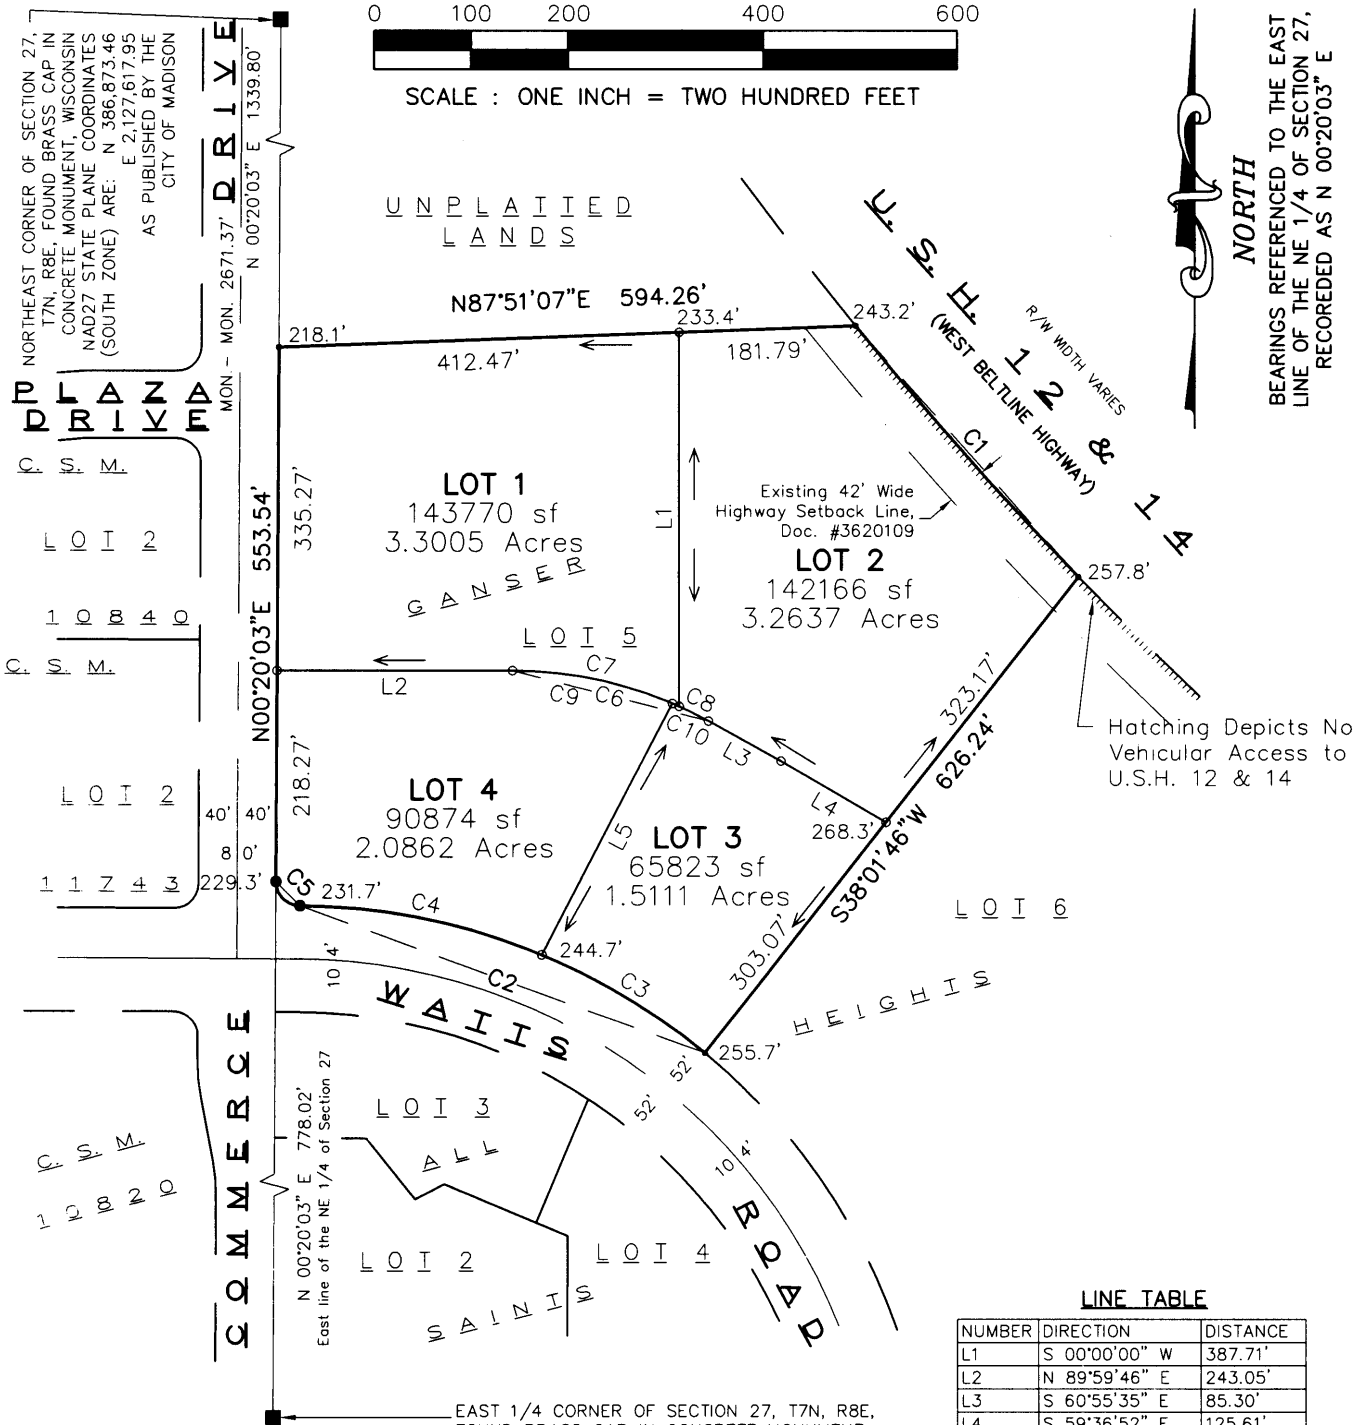 0 100 200 400 600
SCALE : ONE INCH = TWO HUNDRED FEET
NORTHEAST CORNER OF SECTION 27,
T7N, R8E, FOUND BRASS CAP IN
CONCRETE MONUMENT, WISCONSIN
NAD27 STATE PLANE COORDINATES
(SOUTH ZONE) ARE: N 386,873.46
E 2,127,617.95
AS PUBLISHED BY THE
CITY OF MADISON
DRIVE
N 00°20'03" E 1339.80'
MON. - MON. 2671.37'
NORTH
BEARINGS REFERENCED TO THE EAST
LINE OF THE NE 1/4 OF SECTION 27,
RECOREDED AS N 00°20'03" E
UNPLATTED
LANDS
U. S. H. 12 & 14
(WEST BELTLINE HIGHWAY)
R/W WIDTH VARIES
N87°51'07"E 594.26'
218.1'
233.4'
243.2'
412.47'
181.79'
PLAZA
DRIVE
C. S. M.
LOT 2
10840
C. S. M.
LOT 2
11743
N00°20'03"E 553.54'
335.27'
218.27'
LOT 1
143770 sf
3.3005 Acres
GANSER
LOT 5
L1
C1
Existing 42' Wide
Highway Setback Line,
Doc. #3620109
LOT 2
142166 sf
3.2637 Acres
257.8'
Hatching Depicts No
Vehicular Access to
U.S.H. 12 & 14
L2
C7
C9
C6
C8
C10
L3
L4
268.3'
323.17'
S38°01'46"W 626.24'
303.07'
LOT 4
90874 sf
2.0862 Acres
L5
LOT 3
65823 sf
1.5111 Acres
40' 40'
80'
229.3'
C5
231.7'
C4
244.7'
C3
C2
255.7'
LOT 6
HEIGHTS
104'
WATTS
ROAD
52'
52'
104'
COMMERCE
N 00°20'03" E 778.02'
East line of the NE 1/4 of Section 27
LOT 3
ALL
LOT 2
LOT 4
SAINTS
C. S. M.
10820
LINE TABLE
NUMBER DIRECTION DISTANCE
L1 S 00°00'00" W 387.71'
L2 N 89°59'46" E 243.05'
L3 S 60°55'35" E 85.30'
L4 S 59°36'52" E 125.61'
EAST 1/4 CORNER OF SECTION 27, T7N, R8E,
FOUND BRASS CAP IN CONCRETE MONUMENT